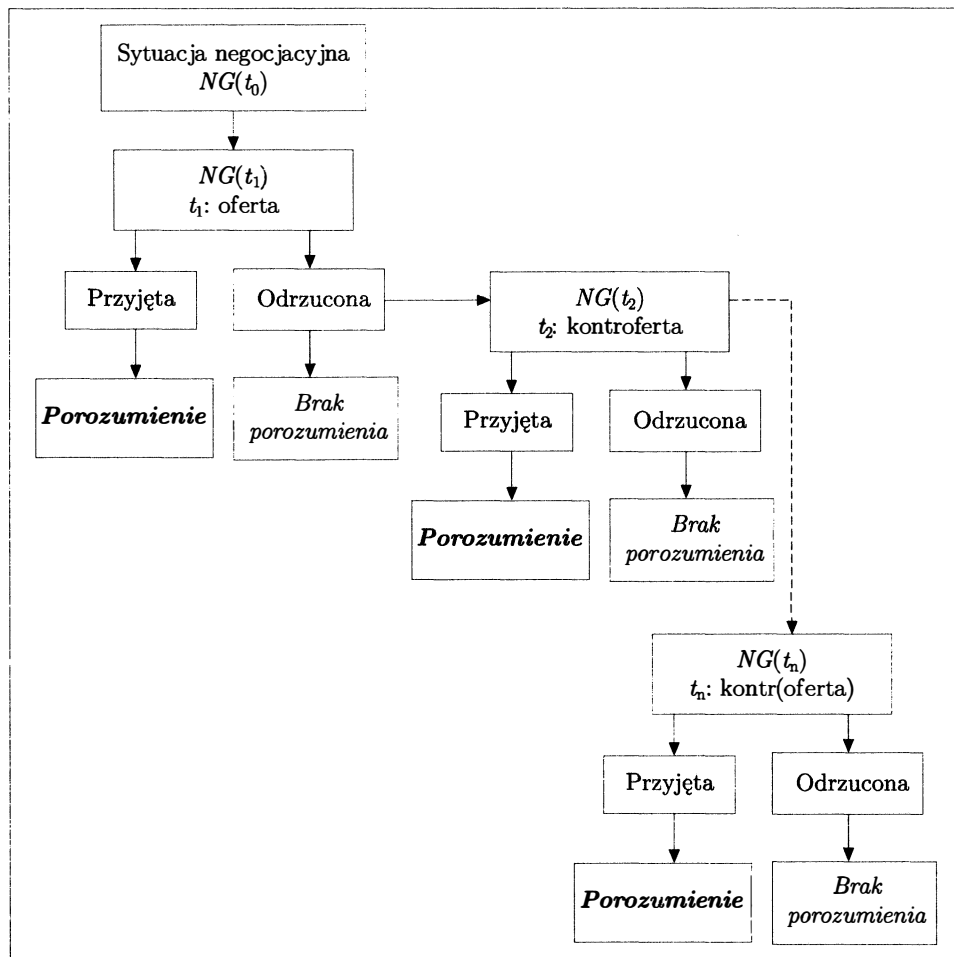 Sytuacja negocjacyjna
NG(t₀)
NG(t₁)
t₁: oferta
Przyjęta
Odrzucona
Porozumienie
Brak
porozumienia
NG(t₂)
t₂: kontroferta
Przyjęta
Odrzucona
Porozumienie
Brak
porozumienia
NG(tₙ)
tₙ: kontr(oferta)
Przyjęta
Odrzucona
Porozumienie
Brak
porozumienia